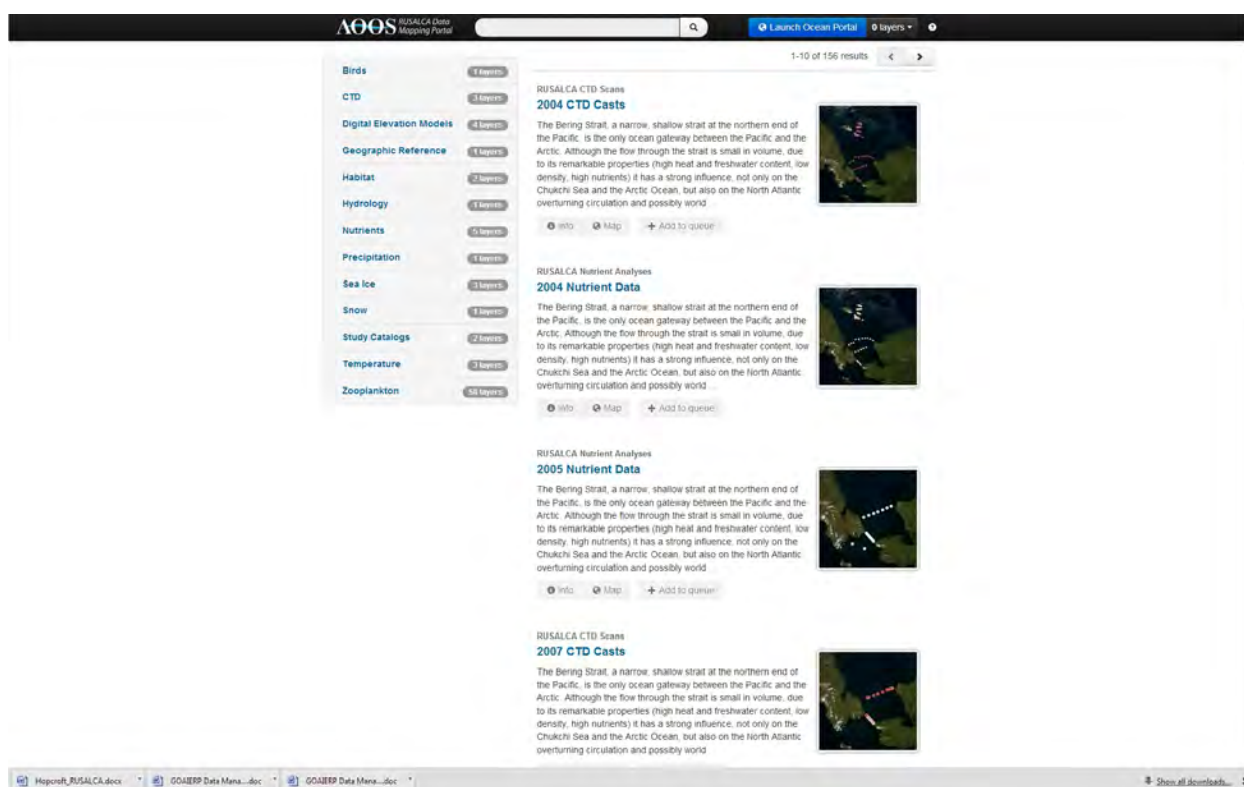 AOOS RUSALCA Data Mapping Portal
Launch Ocean Portal 0 layers
1-10 of 156 results
Birds 1 layers
CTD 3 layers
Digital Elevation Models 4 layers
Geographic Reference 1 layers
Habitat 2 layers
Hydrology 1 layers
Nutrients 5 layers
Precipitation 1 layers
Sea Ice 3 layers
Snow 1 layers
Study Catalogs 2 layers
Temperature 3 layers
Zooplankton 58 layers
RUSALCA CTD Scans
2004 CTD Casts
The Bering Strait, a narrow, shallow strait at the northern end of
the Pacific, is the only ocean gateway between the Pacific and the
Arctic. Although the flow through the strait is small in volume, due
to its remarkable properties (high heat and freshwater content, low
density, high nutrients) it has a strong influence, not only on the
Chukchi Sea and the Arctic Ocean, but also on the North Atlantic
overturning circulation and possibly world ...
Info Map + Add to queue
RUSALCA Nutrient Analyses
2004 Nutrient Data
The Bering Strait, a narrow, shallow strait at the northern end of
the Pacific, is the only ocean gateway between the Pacific and the
Arctic. Although the flow through the strait is small in volume, due
to its remarkable properties (high heat and freshwater content, low
density, high nutrients) it has a strong influence, not only on the
Chukchi Sea and the Arctic Ocean, but also on the North Atlantic
overturning circulation and possibly world ...
Info Map + Add to queue
RUSALCA Nutrient Analyses
2005 Nutrient Data
The Bering Strait, a narrow, shallow strait at the northern end of
the Pacific, is the only ocean gateway between the Pacific and the
Arctic. Although the flow through the strait is small in volume, due
to its remarkable properties (high heat and freshwater content, low
density, high nutrients) it has a strong influence, not only on the
Chukchi Sea and the Arctic Ocean, but also on the North Atlantic
overturning circulation and possibly world ...
Info Map + Add to queue
RUSALCA CTD Scans
2007 CTD Casts
The Bering Strait, a narrow, shallow strait at the northern end of
the Pacific, is the only ocean gateway between the Pacific and the
Arctic. Although the flow through the strait is small in volume, due
to its remarkable properties (high heat and freshwater content, low
density, high nutrients) it has a strong influence, not only on the
Chukchi Sea and the Arctic Ocean, but also on the North Atlantic
overturning circulation and possibly world ...
Hopcroft_RUSALCA.docx GOAIERP Data Mana....doc GOAIERP Data Mana....doc Show all downloads...